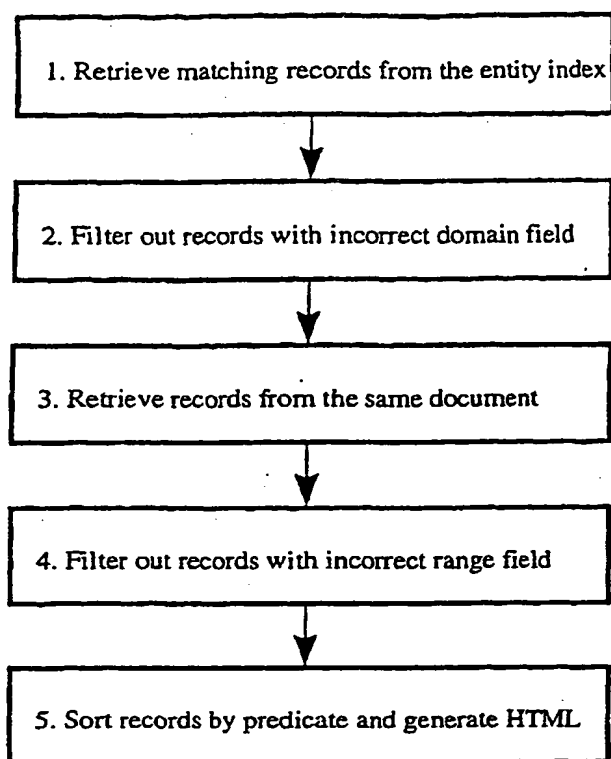 1. Retrieve matching records from the entity index
2. Filter out records with incorrect domain field
3. Retrieve records from the same document
4. Filter out records with incorrect range field
5. Sort records by predicate and generate HTML